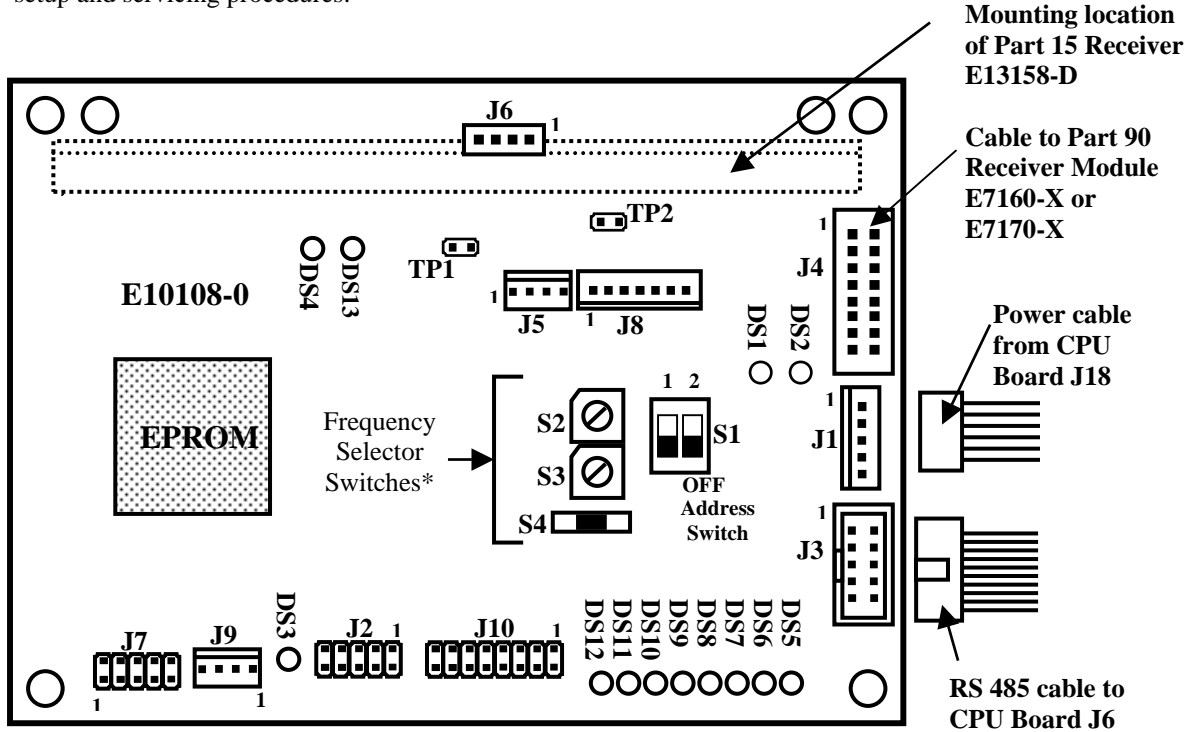 setup and servicing procedures.
Mounting location
of Part 15 Receiver
E13158-D
J6
1
Cable to Part 90
Receiver Module
E7160-X or
E7170-X
TP2
1
TP1
DS4
DS13
J4
E10108-0
1
J5
1
J8
DS1
DS2
Power cable
from CPU
Board J18
1 2
1
Frequency
Selector
Switches*
S2
S1
EPROM
J1
S3
OFF
Address
Switch
S4
1
J3
DS3
DS12
DS11
DS10
DS9
DS8
DS7
DS6
DS5
J7
J9
J2
1
J10
1
1
1
RS 485 cable to
CPU Board J6